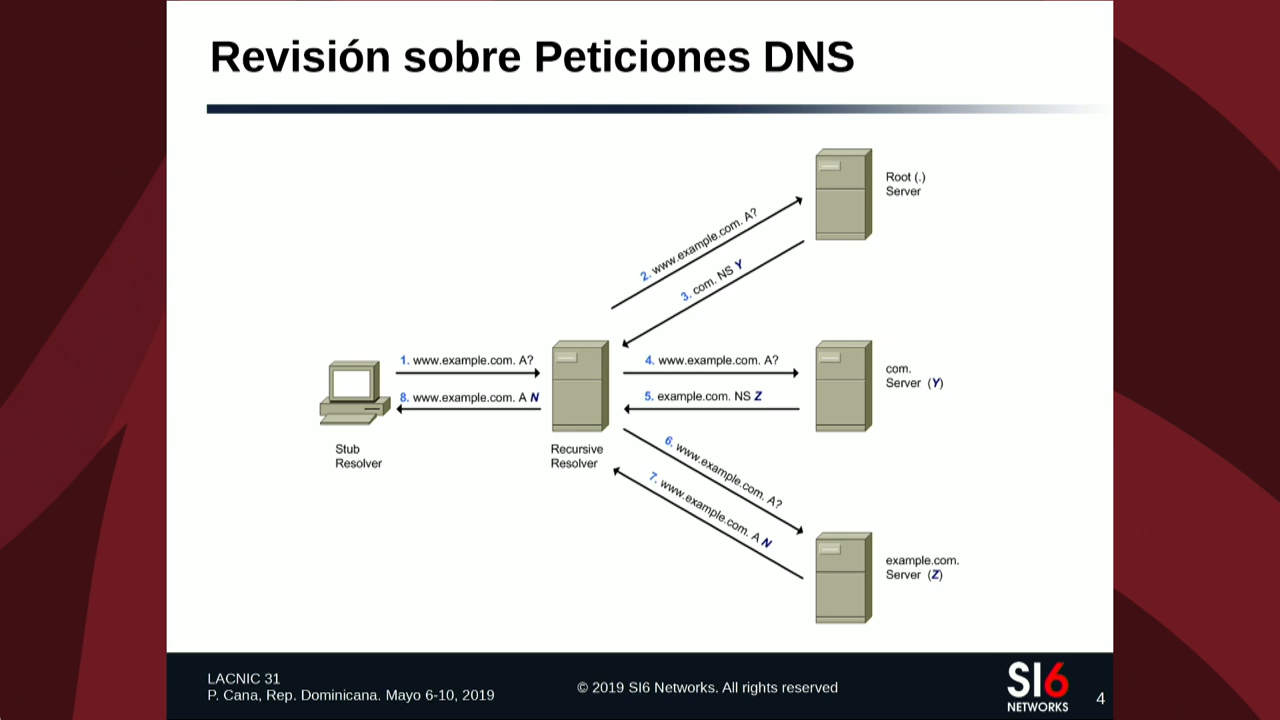 Revisión sobre Peticiones DNS
Root (.)
Server
2. www.example.com. A?
3. com. NS Y
1. www.example.com. A?
8. www.example.com. A N
4. www.example.com. A?
5. example.com. NS Z
com.
Server (Y)
Stub
Resolver
Recursive
Resolver
6. www.example.com. A?
7. www.example.com. A N
example.com.
Server (Z)
LACNIC 31
P. Cana, Rep. Dominicana. Mayo 6-10, 2019
© 2019 SI6 Networks. All rights reserved
SI6
NETWORKS
4